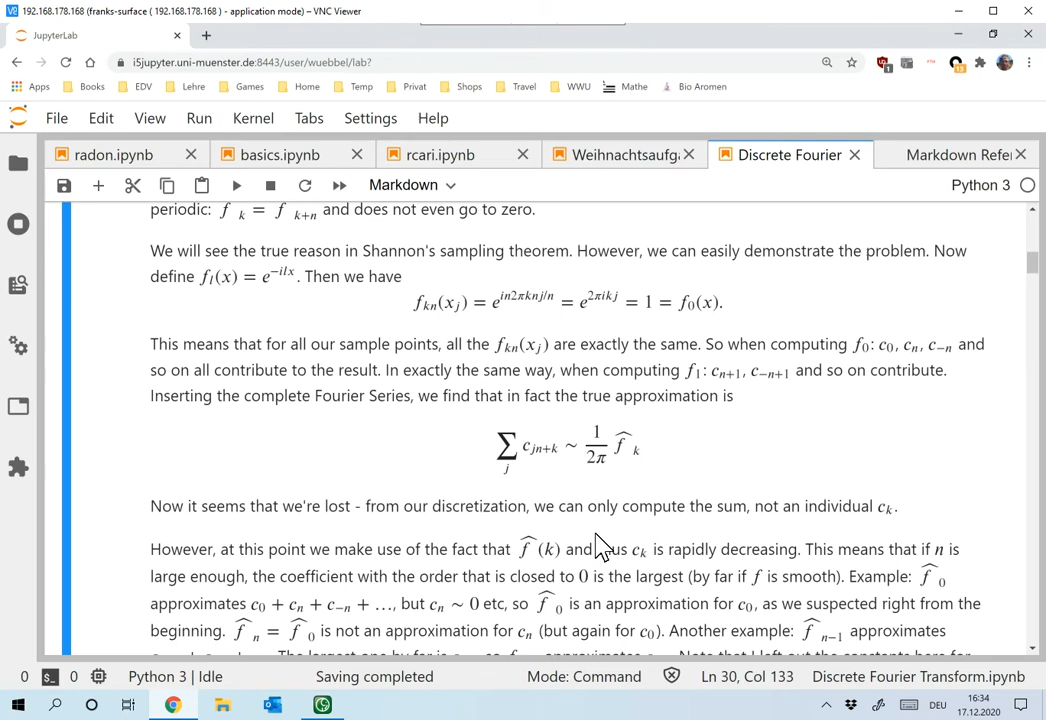 192.168.178.168 (franks-surface ( 192.168.178.168 ) - application mode) - VNC Viewer
JupyterLab
i5jupyter.uni-muenster.de:8443/user/wuebbel/lab?
Apps Books EDV Lehre Games Home Temp Privat Shops Travel WWU Mathe Bio Aromen
File Edit View Run Kernel Tabs Settings Help
radon.ipynb basics.ipynb rcari.ipynb Weihnachtsaufg Discrete Fourier Markdown Refer
Markdown Python 3
periodic: f̂_k = f̂_{k+n} and does not even go to zero.
We will see the true reason in Shannon's sampling theorem. However, we can easily demonstrate the problem. Now
define f_l(x) = e^{−ilx}. Then we have
f_{kn}(x_j) = e^{in2πknj/n} = e^{2πikj} = 1 = f_0(x).
This means that for all our sample points, all the f_{kn}(x_j) are exactly the same. So when computing f_0: c_0, c_n, c_{−n} and
so on all contribute to the result. In exactly the same way, when computing f_1: c_{n+1}, c_{−n+1} and so on contribute.
Inserting the complete Fourier Series, we find that in fact the true approximation is
∑_j c_{jn+k} ∼ 1/2π f̂_k
Now it seems that we're lost - from our discretization, we can only compute the sum, not an individual c_k.
However, at this point we make use of the fact that f̂(k) and us c_k is rapidly decreasing. This means that if n is
large enough, the coefficient with the order that is closed to 0 is the largest (by far if f is smooth). Example: f̂_0
approximates c_0 + c_n + c_{−n} + …, but c_n ∼ 0 etc, so f̂_0 is an approximation for c_0, as we suspected right from the
beginning. f̂_n = f̂_0 is not an approximation for c_n (but again for c_0). Another example: f̂_{n−1} approximates
0 0 Python 3 | Idle Saving completed Mode: Command Ln 30, Col 133 Discrete Fourier Transform.ipynb
DEU 16:34
17.12.2020